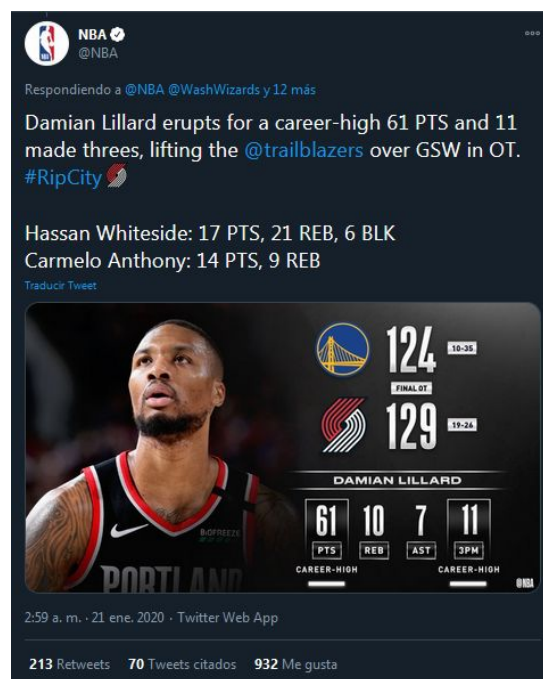 NBA
@NBA
Respondiendo a @NBA @WashWizards y 12 más
Damian Lillard erupts for a career-high 61 PTS and 11
made threes, lifting the @trailblazers over GSW in OT.
#RipCity
Hassan Whiteside: 17 PTS, 21 REB, 6 BLK
Carmelo Anthony: 14 PTS, 9 REB
Traducir Tweet
124 10-35
FINAL OT
129 19-26
DAMIAN LILLARD
61 10 7 11
PTS REB AST 3PM
CAREER-HIGH CAREER-HIGH
BIOFREEZE
PORTLAND
@NBA
2:59 a. m. · 21 ene. 2020 · Twitter Web App
213 Retweets 70 Tweets citados 932 Me gusta